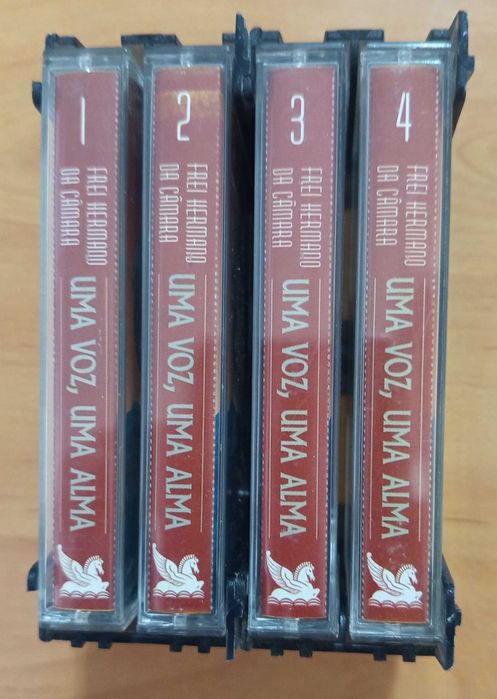 1
FREI HERMANO
DA CÂMARA
UMA VOZ, UMA ALMA
2
FREI HERMANO
DA CÂMARA
UMA VOZ, UMA ALMA
3
FREI HERMANO
DA CÂMARA
UMA VOZ, UMA ALMA
4
FREI HERMANO
DA CÂMARA
UMA VOZ, UMA ALMA